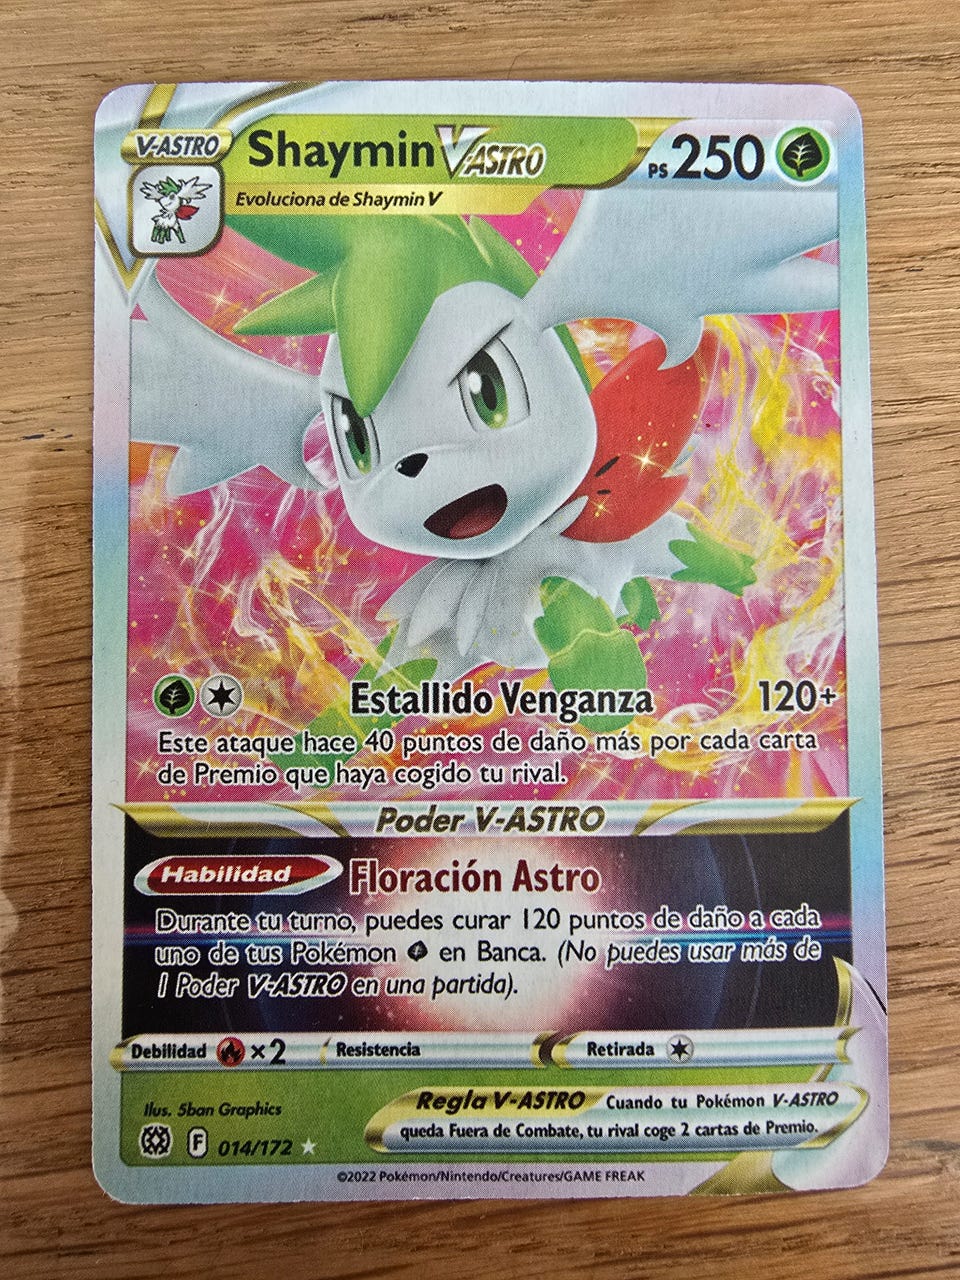 V-ASTRO
Shaymin V-ASTRO
PS 250
Evoluciona de Shaymin V
Estallido Venganza 120+
Este ataque hace 40 puntos de daño más por cada carta
de Premio que haya cogido tu rival.
Poder V-ASTRO
Habilidad Floración Astro
Durante tu turno, puedes curar 120 puntos de daño a cada
uno de tus Pokémon en Banca. (No puedes usar más de
1 Poder V-ASTRO en una partida).
Debilidad ×2 Resistencia Retirada
Ilus. 5ban Graphics
Regla V-ASTRO Cuando tu Pokémon V-ASTRO
queda Fuera de Combate, tu rival coge 2 cartas de Premio.
F 014/172 ★
©2022 Pokémon/Nintendo/Creatures/GAME FREAK